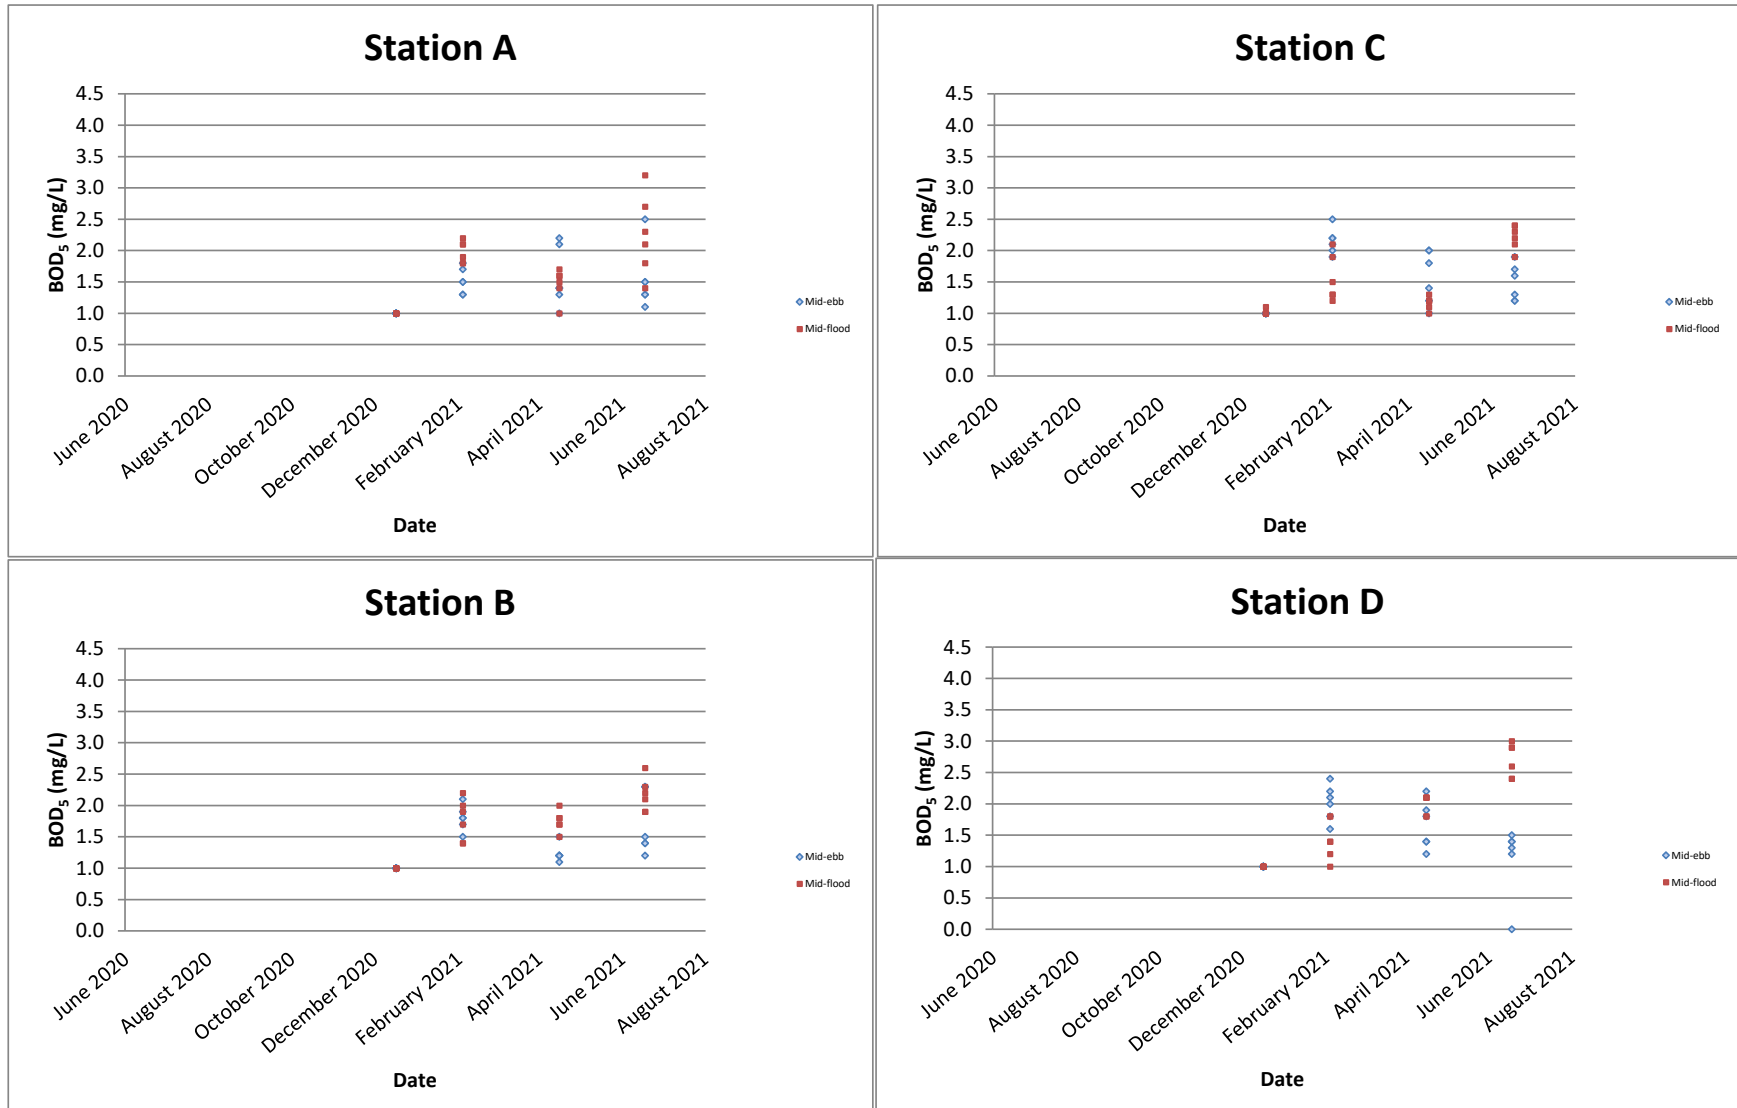 Station A
4.5
4.0
3.5
3.0
2.5
2.0
1.5
1.0
0.5
0.0
BOD5 (mg/L)
June 2020
August 2020
October 2020
December 2020
February 2021
April 2021
June 2021
August 2021
Date
Mid-ebb
Mid-flood
Station C
4.5
4.0
3.5
3.0
2.5
2.0
1.5
1.0
0.5
0.0
BOD5 (mg/L)
June 2020
August 2020
October 2020
December 2020
February 2021
April 2021
June 2021
August 2021
Date
Mid-ebb
Mid-flood
Station B
4.5
4.0
3.5
3.0
2.5
2.0
1.5
1.0
0.5
0.0
BOD5 (mg/L)
June 2020
August 2020
October 2020
December 2020
February 2021
April 2021
June 2021
August 2021
Date
Mid-ebb
Mid-flood
Station D
4.5
4.0
3.5
3.0
2.5
2.0
1.5
1.0
0.5
0.0
BOD5 (mg/L)
June 2020
August 2020
October 2020
December 2020
February 2021
April 2021
June 2021
August 2021
Date
Mid-ebb
Mid-flood